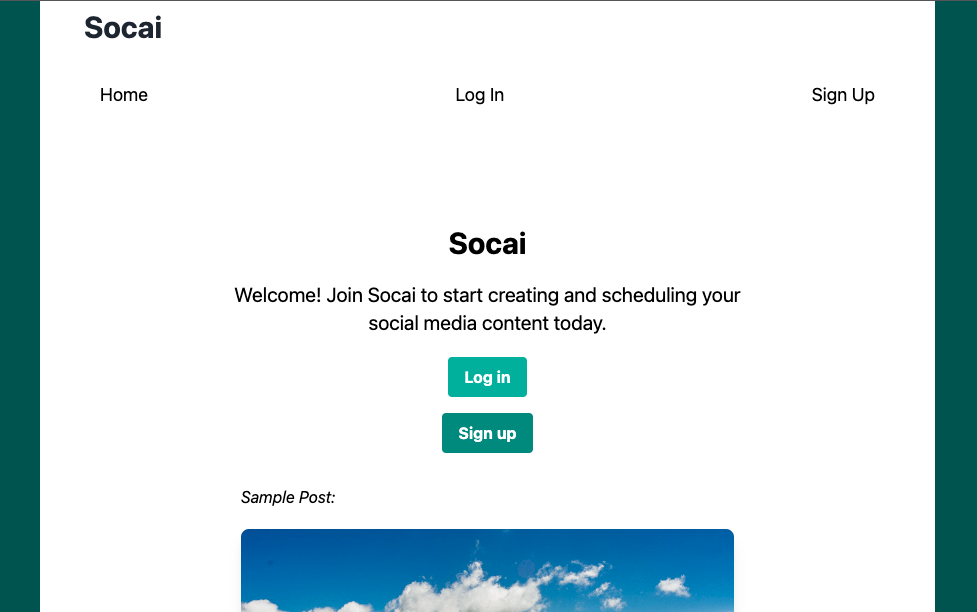 Socai
Home
Log In
Sign Up
Socai
Welcome! Join Socai to start creating and scheduling your
social media content today.
Log in
Sign up
Sample Post: